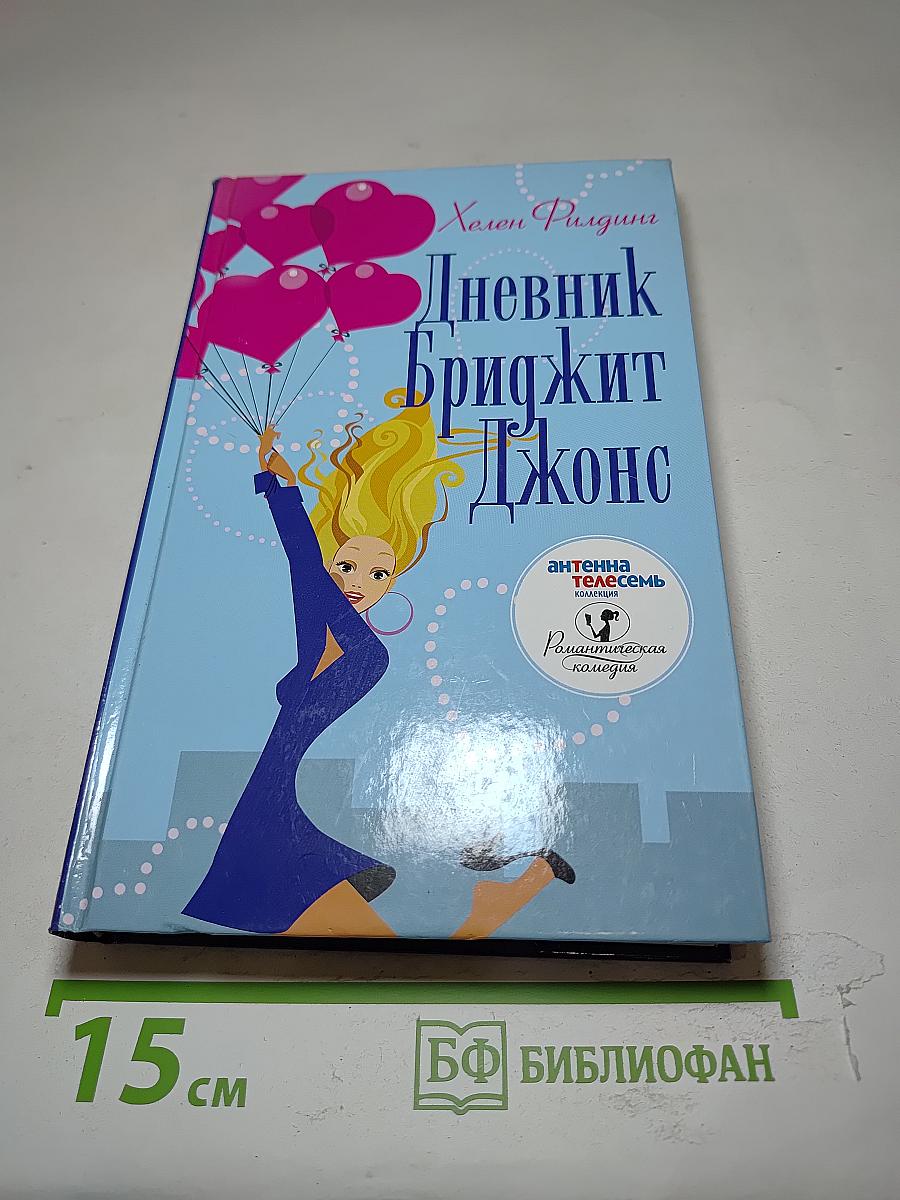 Хелен Филдинг
Дневник
Бриджит
Джонс
антенна
телесемь
коллекция
Романтическая
комедия
15 см
БФ БИБЛИОФАН